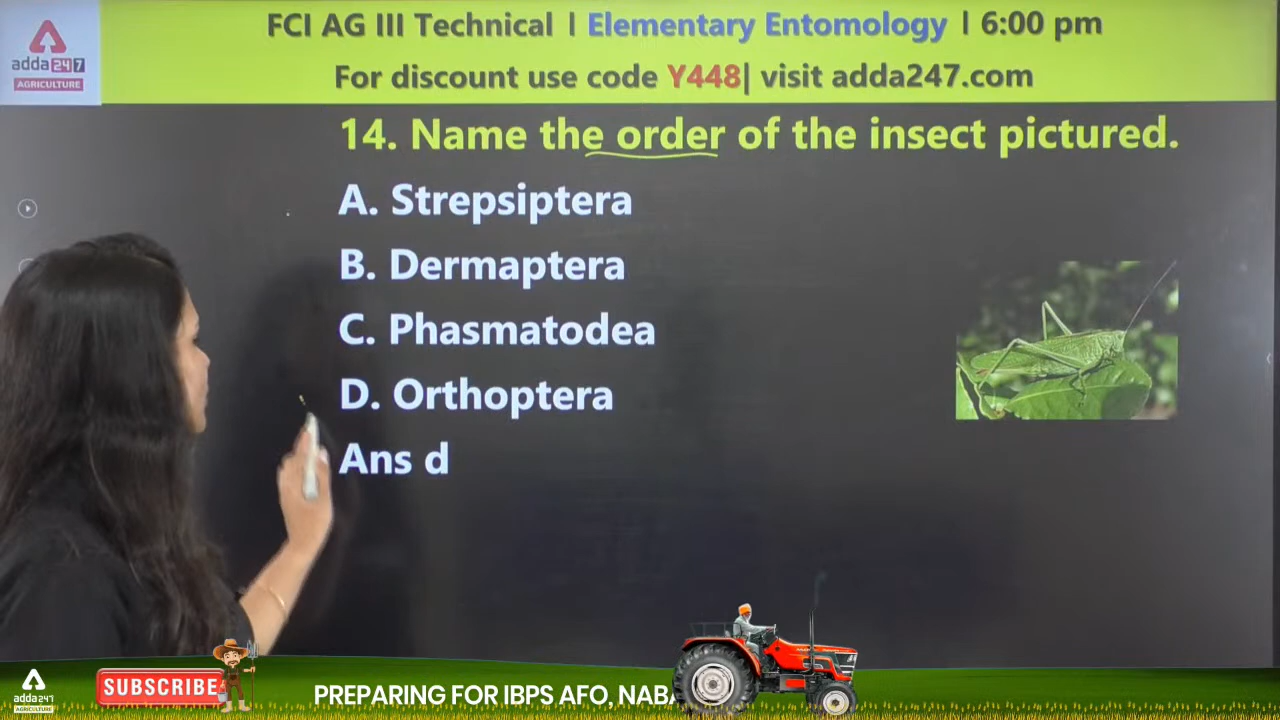 FCI AG III Technical I Elementary Entomology I 6:00 pm
For discount use code Y448| visit adda247.com
adda247
AGRICULTURE
14. Name the order of the insect pictured.
A. Strepsiptera
B. Dermaptera
C. Phasmatodea
D. Orthoptera
Ans d
adda247
AGRICULTURE
SUBSCRIBE
PREPARING FOR IBPS AFO, NABA